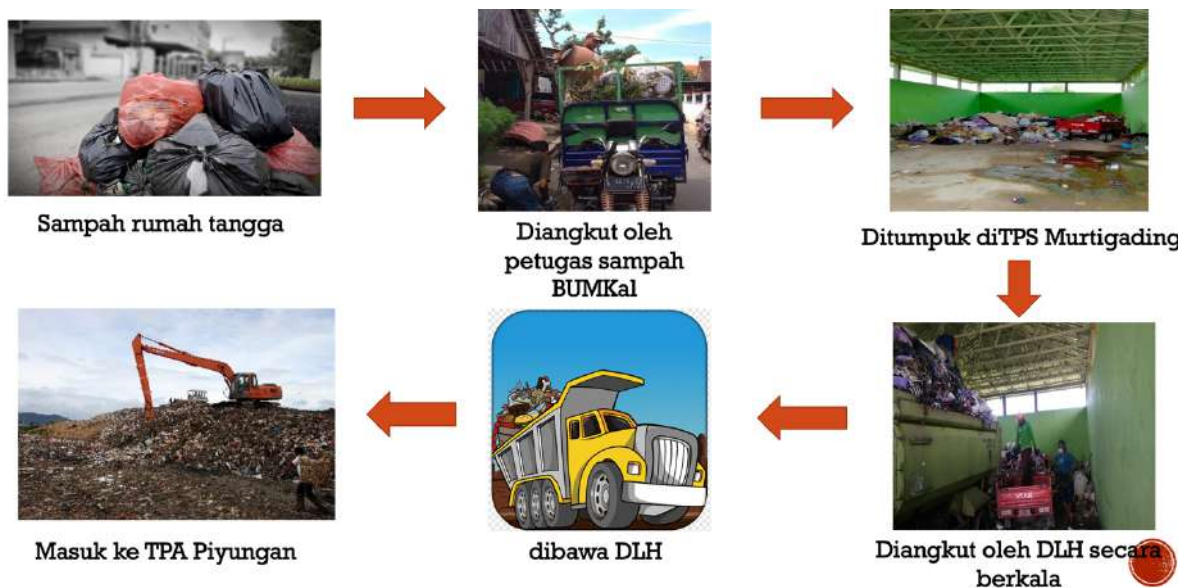 Sampah rumah tangga
Diangkut oleh
petugas sampah
BUMKal
Ditumpuk diTPS Murtigading
Diangkut oleh DLH secara
berkala
dibawa DLH
Masuk ke TPA Piyungan